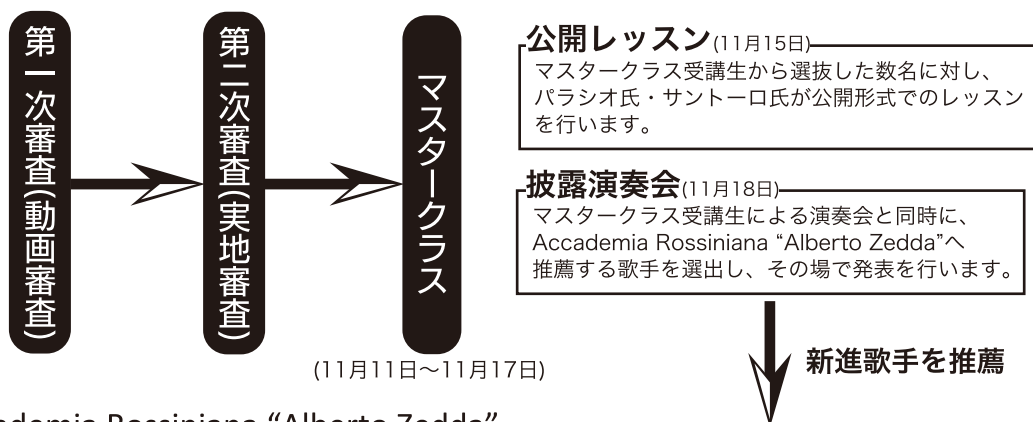 第一次審査(動画審査)
第二次審査(実地審査)
マスタークラス
(11月11日～11月17日)
公開レッスン(11月15日)
マスタークラス受講生から選抜した数名に対し、
パラシオ氏・サントーロ氏が公開形式でのレッスン
を行います。
披露演奏会(11月18日)
マスタークラス受講生による演奏会と同時に、
Accademia Rossiniana “Alberto Zedda”へ
推薦する歌手を選出し、その場で発表を行います。
新進歌手を推薦
ademia Rossiniana “Alberto Zedda”